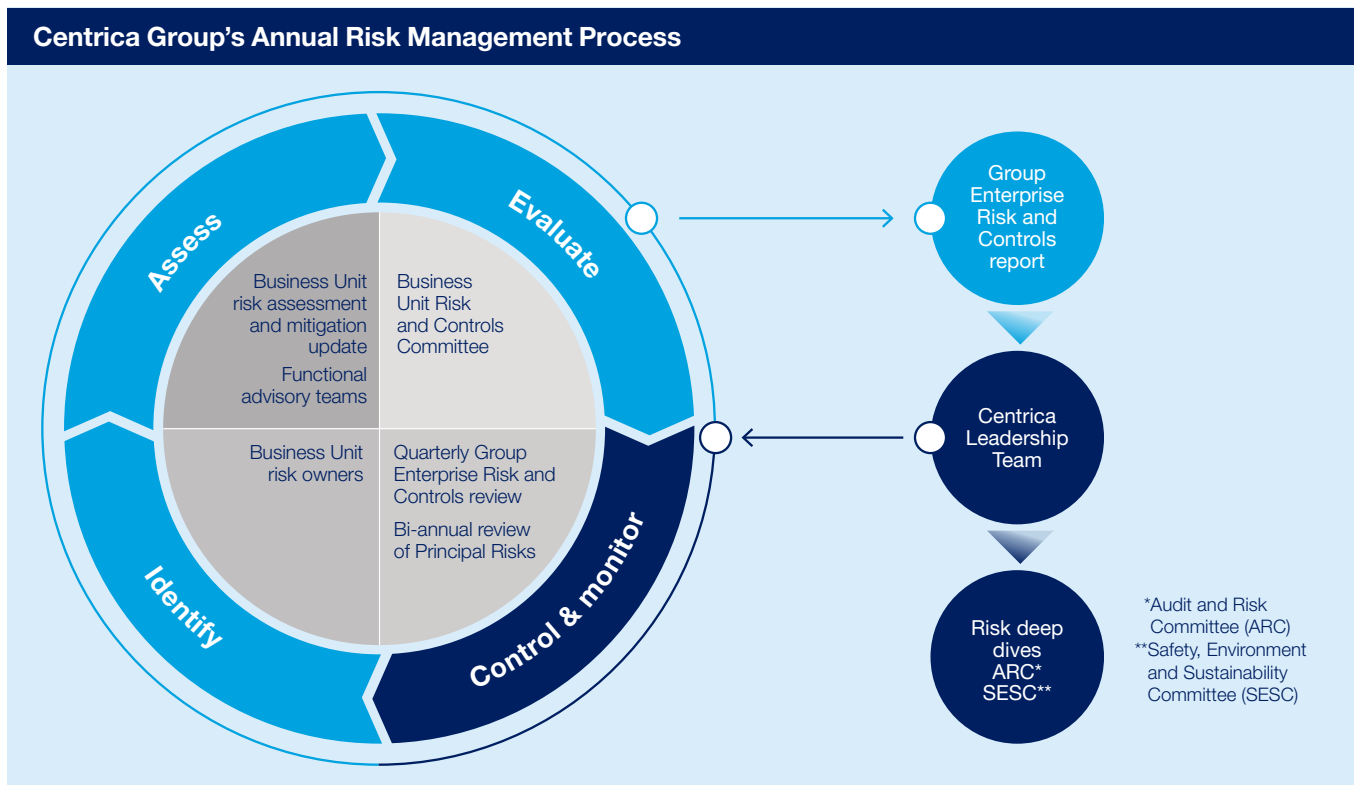 Centrica Group's Annual Risk Management Process
Assess
Evaluate
Identify
Control & monitor
Business Unit
risk assessment
and mitigation
update
Functional
advisory teams
Business
Unit Risk
and Controls
Committee
Business Unit
risk owners
Quarterly Group
Enterprise Risk and
Controls review
Bi-annual review
of Principal Risks
Group
Enterprise
Risk and
Controls
report
Centrica
Leadership
Team
Risk deep
dives
ARC*
SESC**
*Audit and Risk
Committee (ARC)
**Safety, Environment
and Sustainability
Committee (SESC)